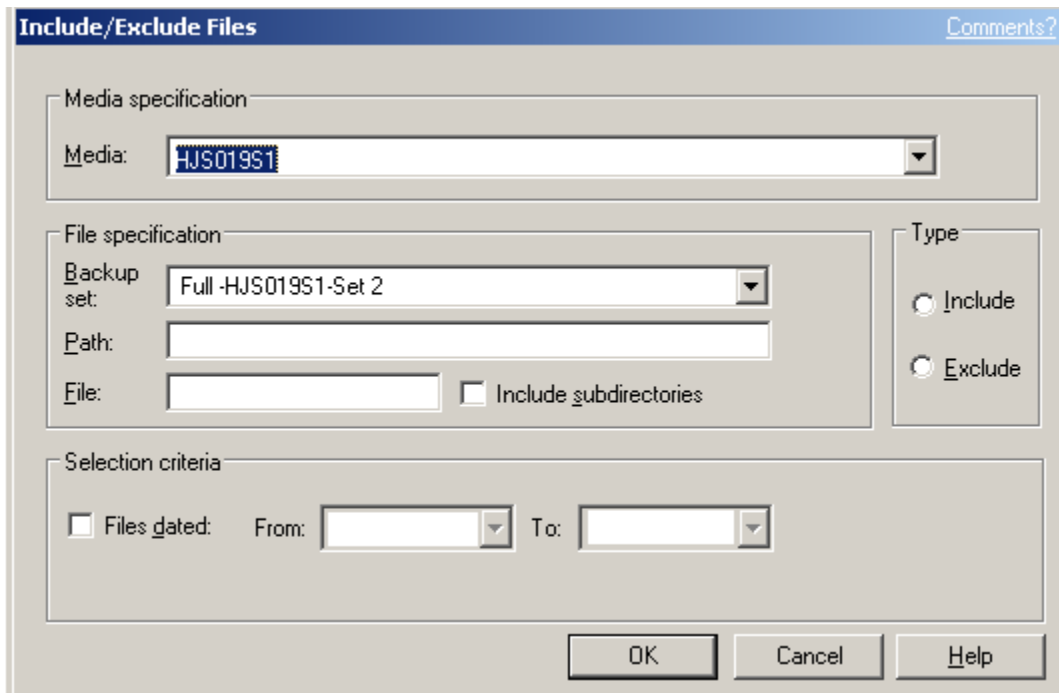 Include/Exclude Files Comments?
Media specification
Media: HJS019S1
File specification
Backup set: Full -HJS019S1-Set 2
Path:
File: Include subdirectories
Type
Include
Exclude
Selection criteria
Files dated: From: To:
OK Cancel Help